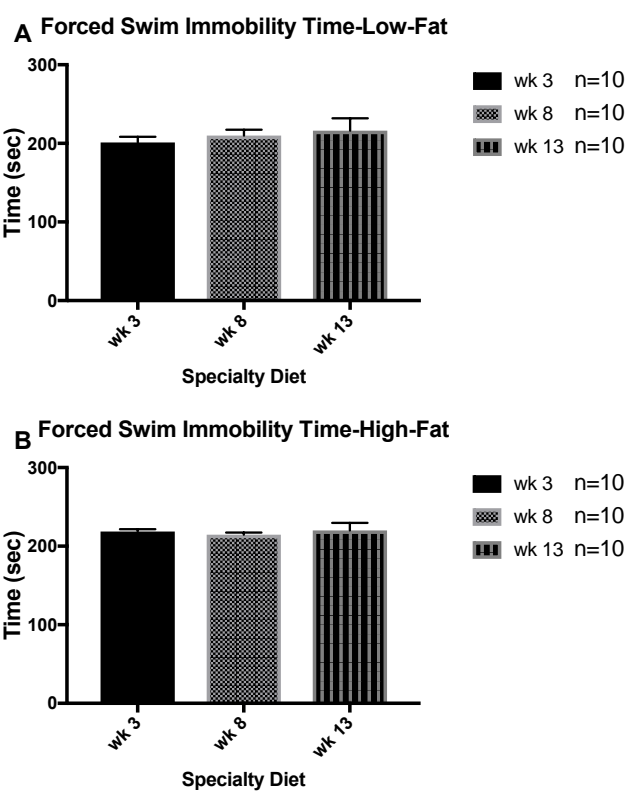 A Forced Swim Immobility Time-Low-Fat
300
200
100
0
Time (sec)
wk 3
wk 8
wk 13
Specialty Diet
wk 3 n=10
wk 8 n=10
wk 13 n=10
B Forced Swim Immobility Time-High-Fat
300
200
100
0
Time (sec)
wk 3
wk 8
wk 13
Specialty Diet
wk 3 n=10
wk 8 n=10
wk 13 n=10